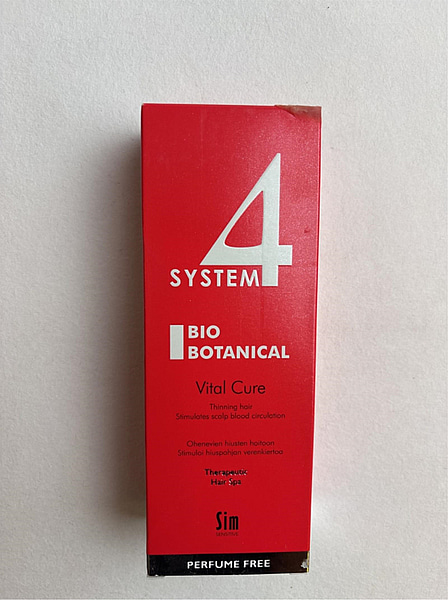 4
SYSTEM
BIO
BOTANICAL
Vital Cure
Thinning hair
Stimulates scalp blood circulation
Ohenevien hiusten hoitoon
Stimuloi hiuspohjan verenkiertoa
Therapeutic
Hair Spa
Sim
SENSITIVE
PERFUME FREE